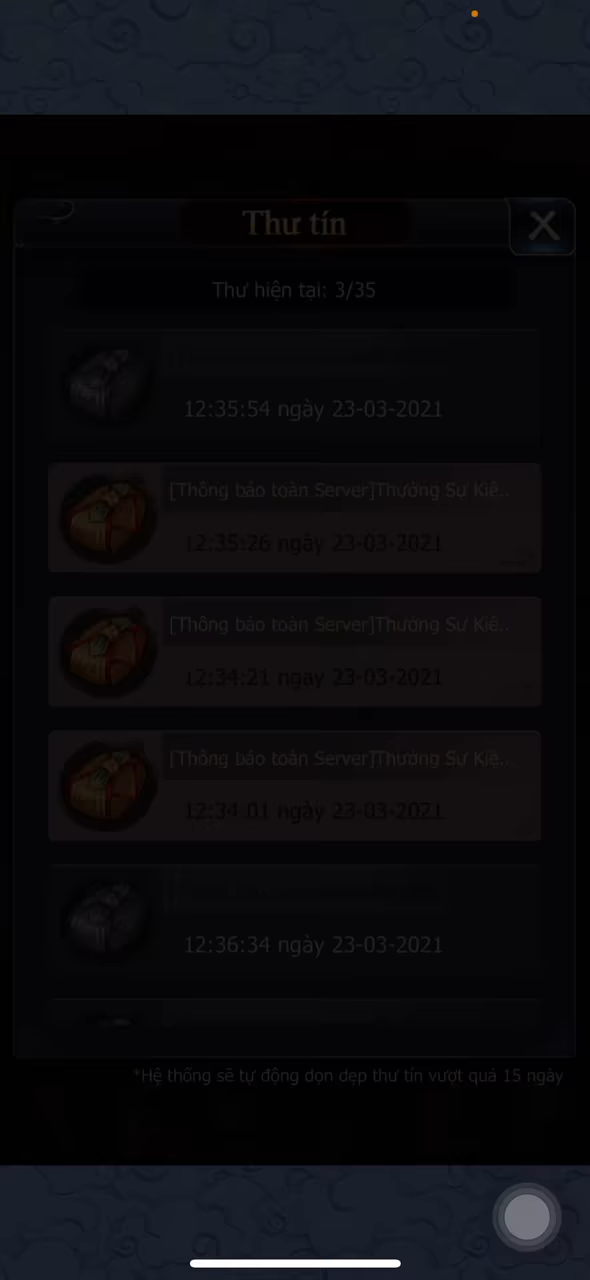 Thư tín
Thư hiện tại: 3/35
12:35:54 ngày 23-03-2021
[Thông báo toàn Server]Thưởng Sự Kiê..
12:35:26 ngày 23-03-2021
[Thông báo toàn Server]Thưởng Sự Kiê..
12:34:21 ngày 23-03-2021
[Thông báo toàn Server]Thưởng Sự Kiê..
12:34:01 ngày 23-03-2021
12:36:34 ngày 23-03-2021
*Hệ thống sẽ tự động dọn dẹp thư tín vượt quá 15 ngày